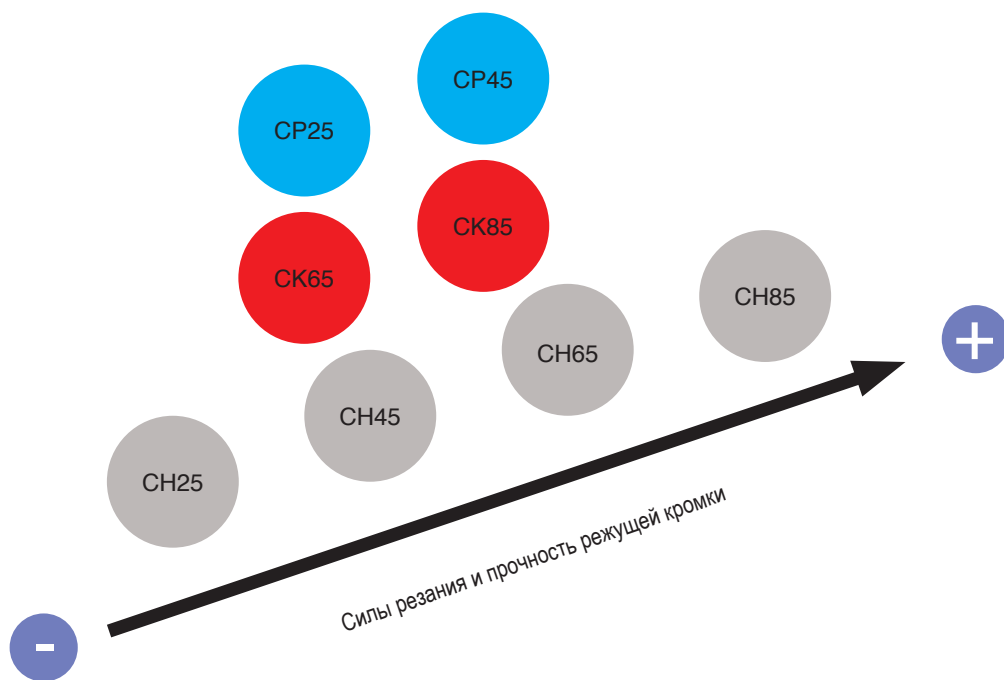 CP45
CP25
CK85
CK65
CH85
CH65
CH45
CH25
+
Силы резания и прочность режущей кромки
-